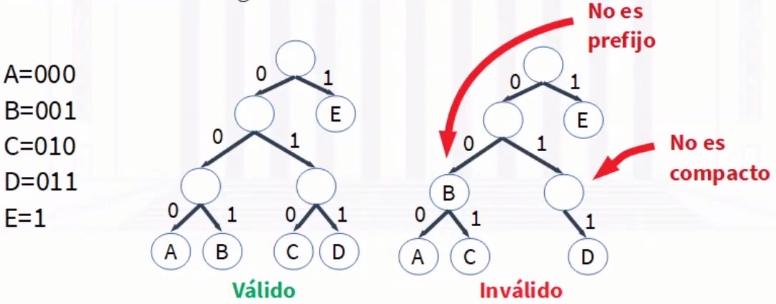 A=000
B=001
C=010
D=011
E=1
0 1
E
0 1
0 1 0 1
A B C D
Válido
No es
prefijo
0 1
E
0 1
B
No es
compacto
0 1 1
A C D
Inválido